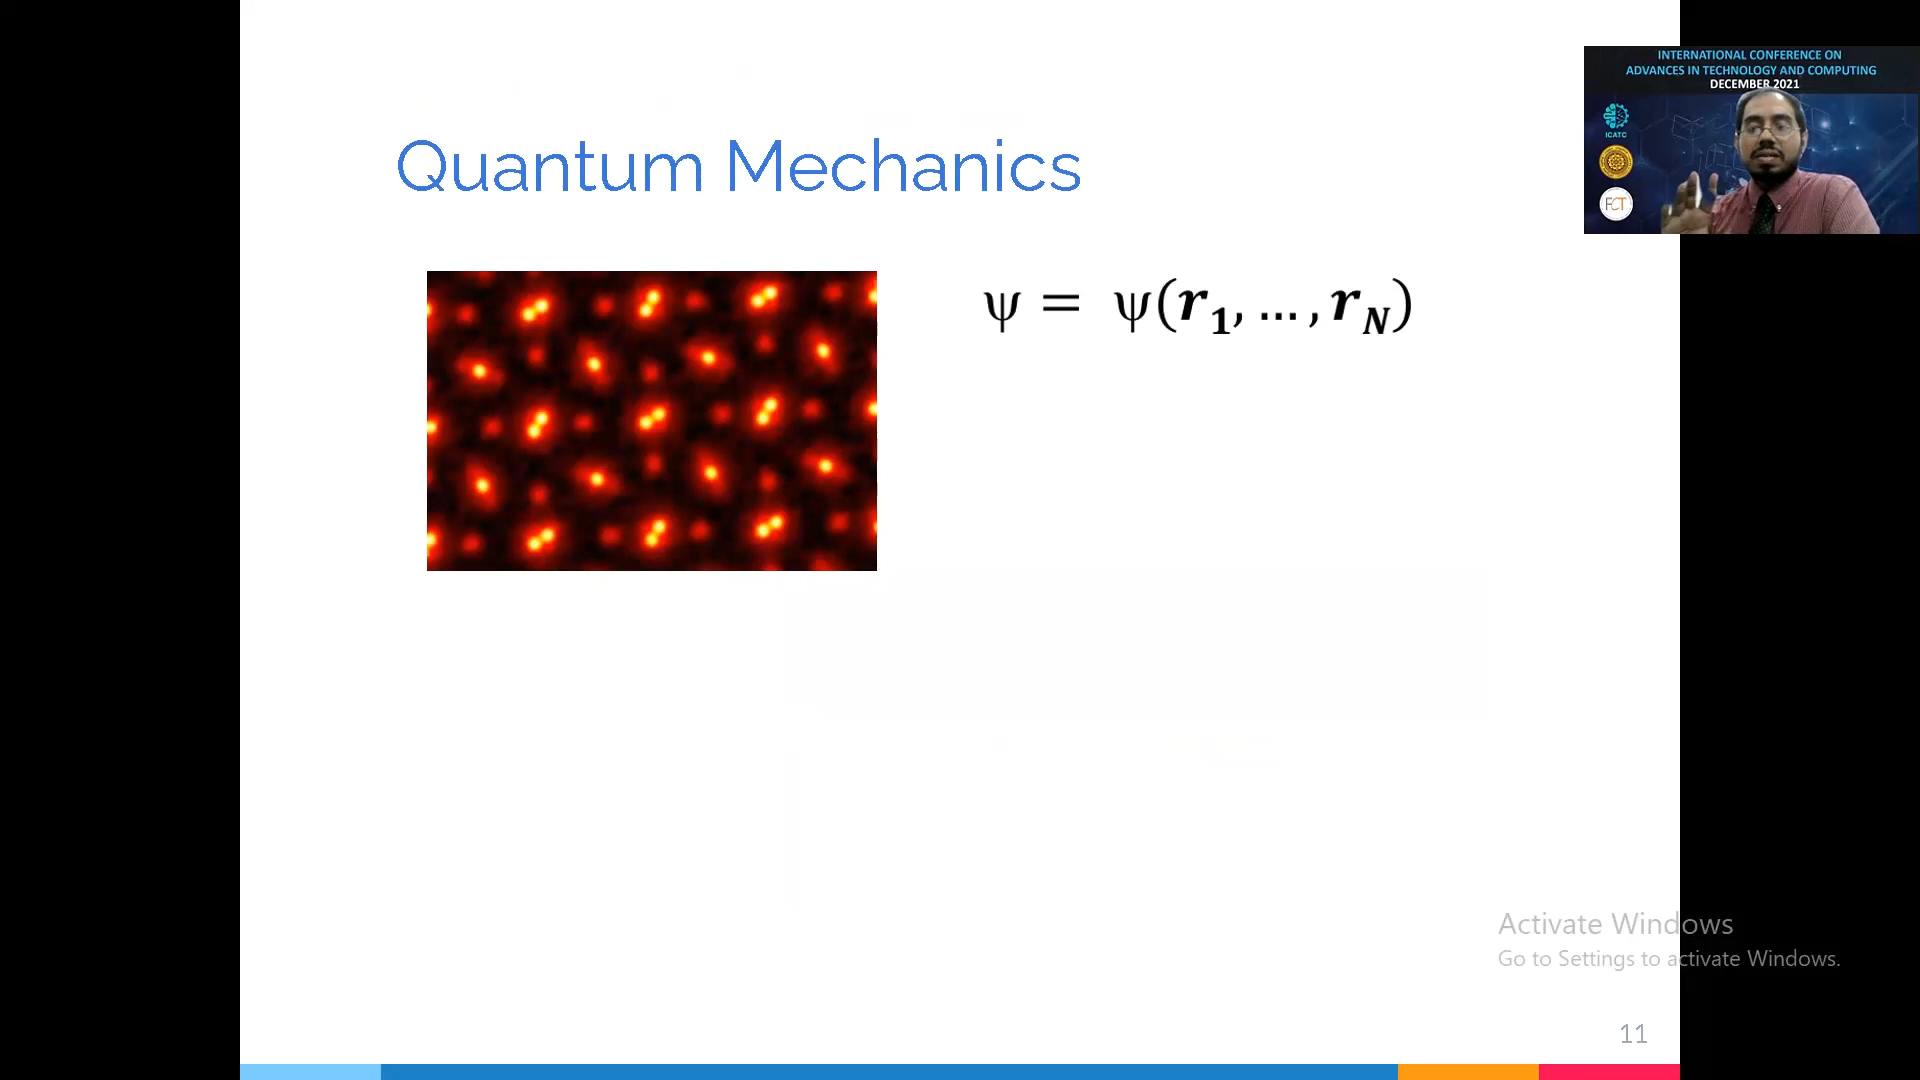 INTERNATIONAL CONFERENCE ON
ADVANCES IN TECHNOLOGY AND COMPUTING
DECEMBER 2021
ICATC
FCT
Quantum Mechanics
ψ = ψ(r₁, … , r_N)
Activate Windows
Go to Settings to activate Windows.
11